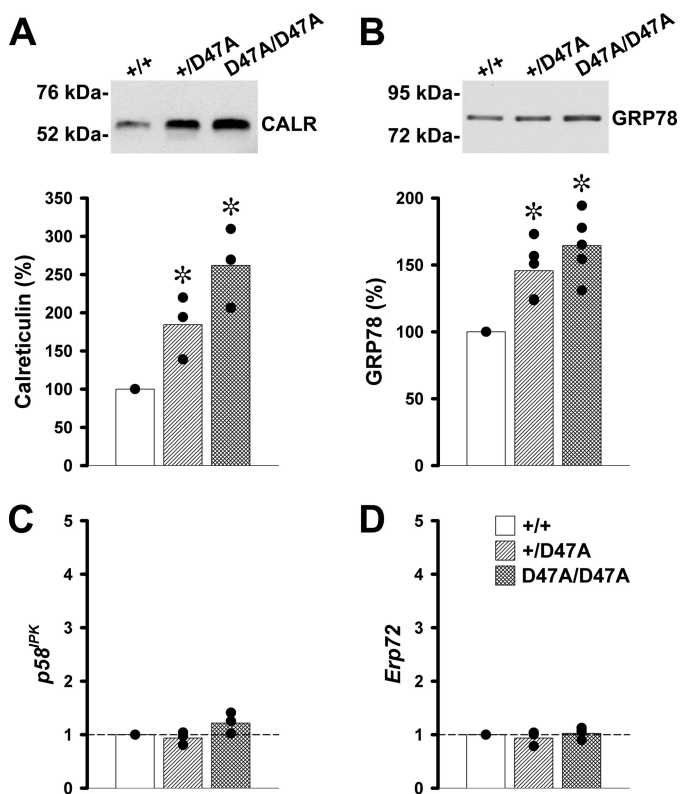 A
+/+ +/D47A D47A/D47A
76 kDa-
52 kDa-
CALR
350
300
250
200
150
100
50
0
Calreticulin (%)
*
*
B
+/+ +/D47A D47A/D47A
95 kDa-
72 kDa-
GRP78
200
150
100
50
0
GRP78 (%)
*
*
C
5
4
3
2
1
0
p58^IPK
D
5
4
3
2
1
0
Erp72
+/+
+/D47A
D47A/D47A